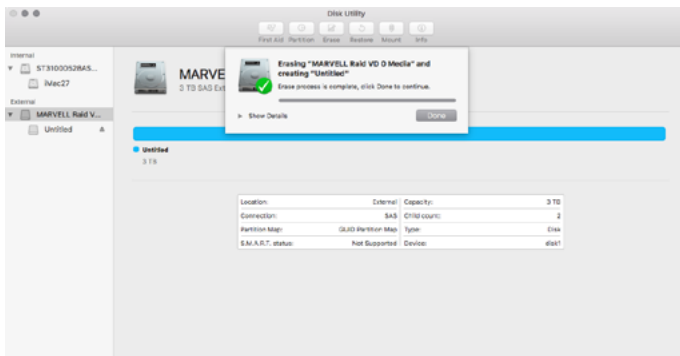 Disk Utility
First Aid Partition Erase Restore Mount Info
Internal
ST31000528AS...
iMec27
External
MARVELL Raid V...
Untitled
MARVE
3 TB SAS Ext
Erasing "MARVELL Raid VD 0 Media" and
creating "Untitled"
Erase process is complete, click Done to continue.
Show Details
Done
Untitled
3 TB
Location: External Capacity: 3 TB
Connection: SAS Child count: 2
Partition Map: GUID Partition Map Type: Disk
S.M.A.R.T. status: Not Supported Device: disk1